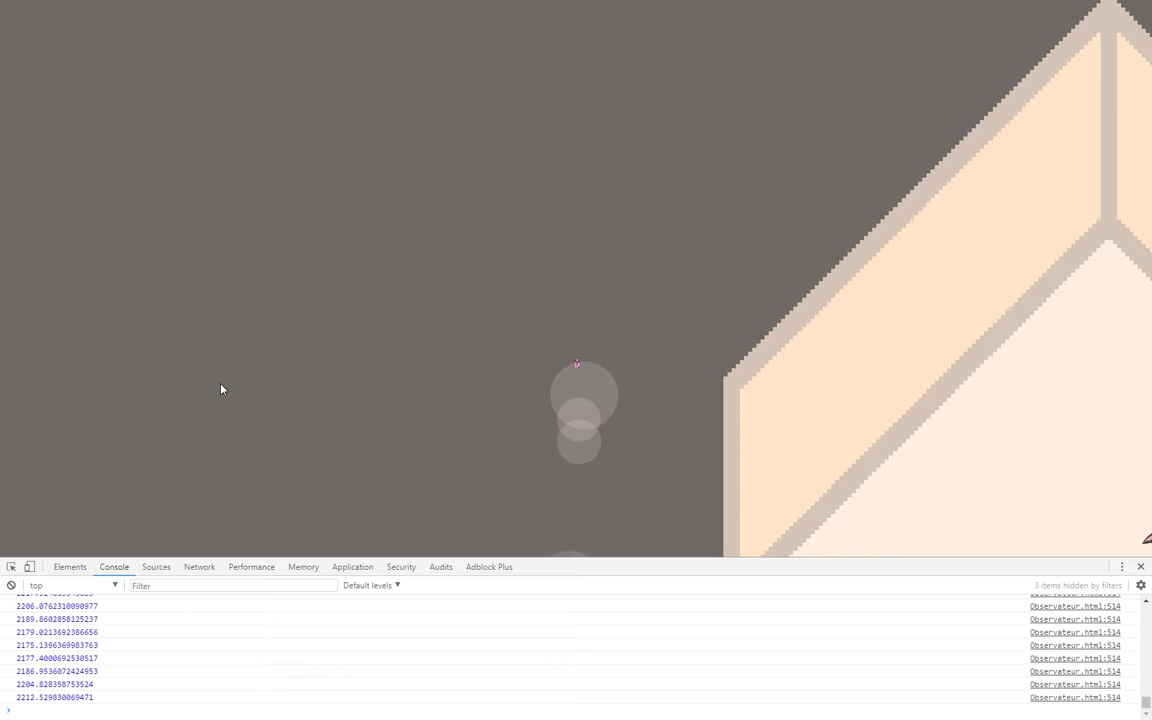 Elements Console Sources Network Performance Memory Application Security Audits Adblock Plus
top Filter Default levels 3 items hidden by filters
2206.0762310090977 Observateur.html:514
2189.8602858125237 Observateur.html:514
2179.0213692386656 Observateur.html:514
2175.1396369983763 Observateur.html:514
2177.4000692530517 Observateur.html:514
2186.9536072424953 Observateur.html:514
2204.828358753524 Observateur.html:514
2212.529830069471 Observateur.html:514